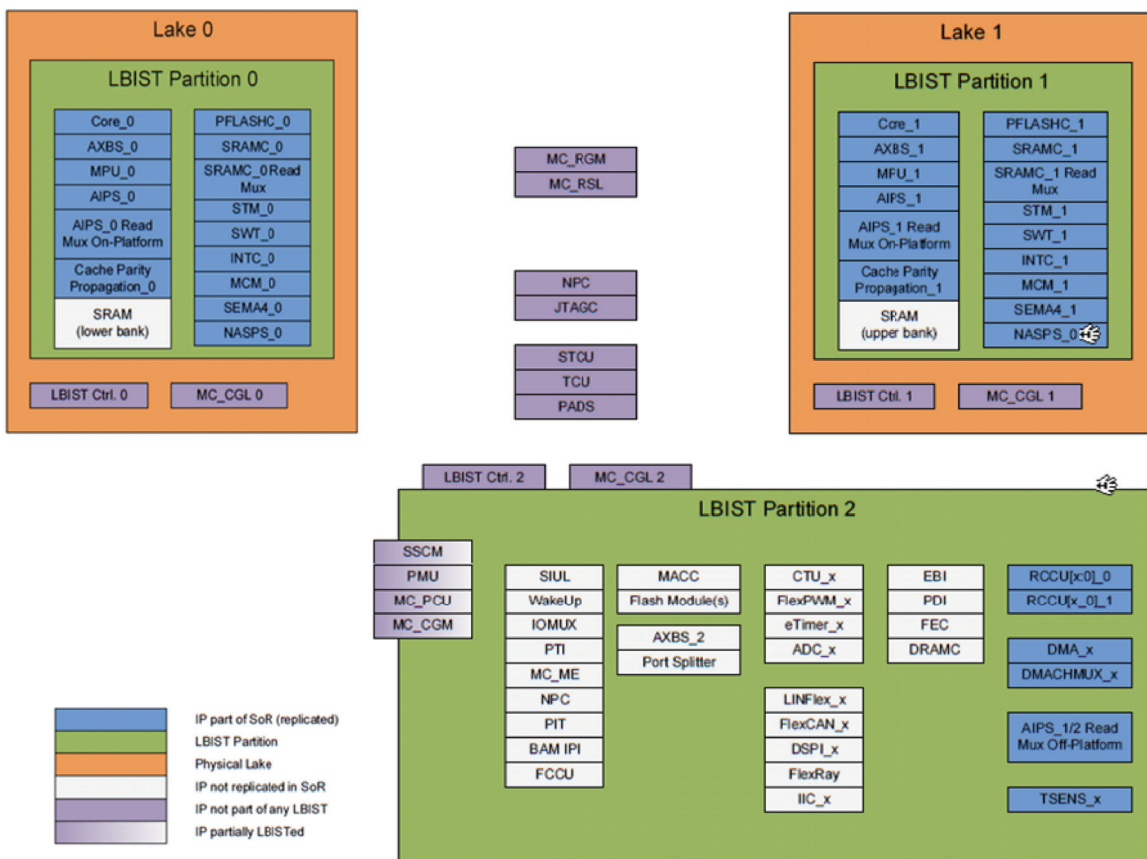 Lake 0
LBIST Partition 0
Core_0
AXBS_0
MPU_0
AIPS_0
AIPS_0 Read
Mux On-Platform
Cache Parity
Propagation_0
SRAM
(lower bank)
PFLASHC_0
SRAMC_0
SRAMC_0 Read
Mux
STM_0
SWT_0
INTC_0
MCM_0
SEMA4_0
NASPS_0
LBIST Ctrl. 0
MC_CGL 0
MC_RGM
MC_RSL
NPC
JTAGC
STCU
TCU
PADS
Lake 1
LBIST Partition 1
Core_1
AXBS_1
MPU_1
AIPS_1
AIPS_1 Read
Mux On-Platform
Cache Parity
Propagation_1
SRAM
(upper bank)
PFLASHC_1
SRAMC_1
SRAMC_1 Read
Mux
STM_1
SWT_1
INTC_1
MCM_1
SEMA4_1
NASPS_0
LBIST Ctrl. 1
MC_CGL 1
LBIST Ctrl. 2
MC_CGL 2
LBIST Partition 2
SSCM
PMU
MC_PCU
MC_CGM
SIUL
WakeUp
IOMUX
PTI
MC_ME
NPC
PIT
BAM IPI
FCCU
MACC
Flash Module(s)
AXBS_2
Port Splitter
CTU_x
FlexPWM_x
eTimer_x
ADC_x
LINFlex_x
FlexCAN_x
DSPI_x
FlexRay
IIC_x
EBI
PDI
FEC
DRAMC
RCCU[x:0]_0
RCCU[x_0]_1
DMA_x
DMACHMUX_x
AIPS_1/2 Read
Mux Off-Platform
TSENS_x
IP part of SoR (replicated)
LBIST Partition
Physical Lake
IP not replicated in SoR
IP not part of any LBIST
IP partially LBISTed